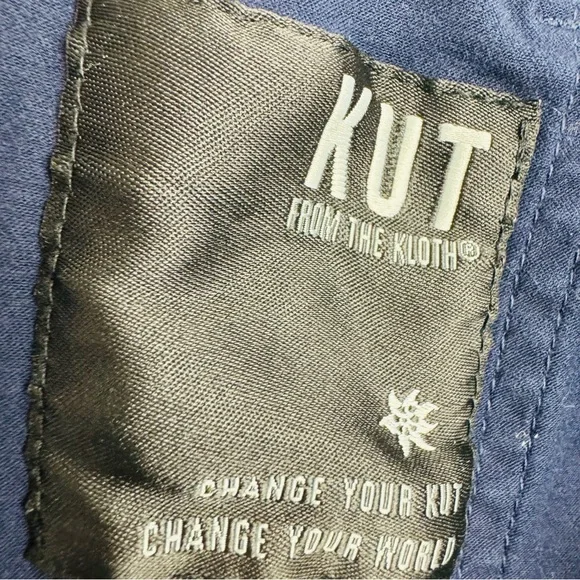 KUT
FROM THE KLOTH®
CHANGE YOUR KUT
CHANGE YOUR WORLD